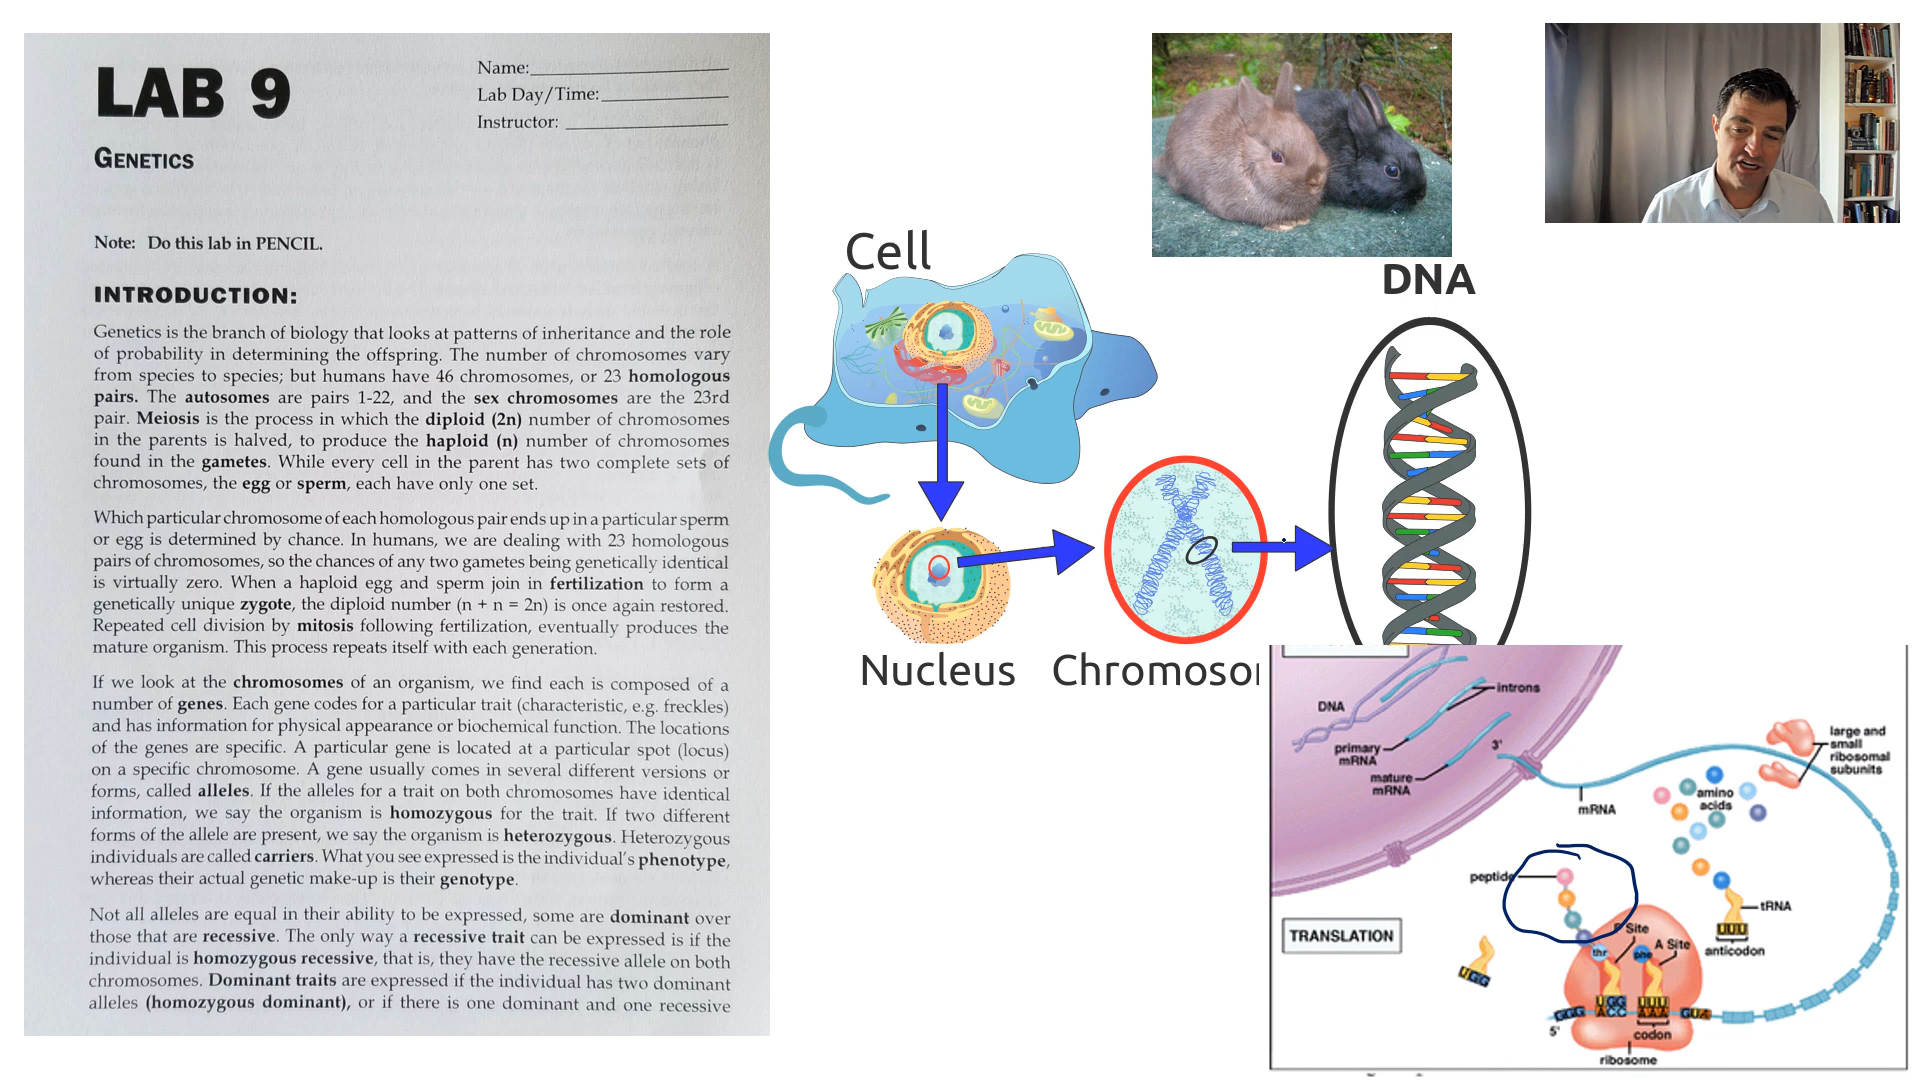 LAB 9
Name:
Lab Day/Time:
Instructor:
GENETICS
Note: Do this lab in PENCIL.
INTRODUCTION:
Genetics is the branch of biology that looks at patterns of inheritance and the role
of probability in determining the offspring. The number of chromosomes vary
from species to species; but humans have 46 chromosomes, or 23 homologous
pairs. The autosomes are pairs 1-22, and the sex chromosomes are the 23rd
pair. Meiosis is the process in which the diploid (2n) number of chromosomes
in the parents is halved, to produce the haploid (n) number of chromosomes
found in the gametes. While every cell in the parent has two complete sets of
chromosomes, the egg or sperm, each have only one set.
Which particular chromosome of each homologous pair ends up in a particular sperm
or egg is determined by chance. In humans, we are dealing with 23 homologous
pairs of chromosomes, so the chances of any two gametes being genetically identical
is virtually zero. When a haploid egg and sperm join in fertilization to form a
genetically unique zygote, the diploid number (n + n = 2n) is once again restored.
Repeated cell division by mitosis following fertilization, eventually produces the
mature organism. This process repeats itself with each generation.
If we look at the chromosomes of an organism, we find each is composed of a
number of genes. Each gene codes for a particular trait (characteristic, e.g. freckles)
and has information for physical appearance or biochemical function. The locations
of the genes are specific. A particular gene is located at a particular spot (locus)
on a specific chromosome. A gene usually comes in several different versions or
forms, called alleles. If the alleles for a trait on both chromosomes have identical
information, we say the organism is homozygous for the trait. If two different
forms of the allele are present, we say the organism is heterozygous. Heterozygous
individuals are called carriers. What you see expressed is the individual's phenotype,
whereas their actual genetic make-up is their genotype.
Not all alleles are equal in their ability to be expressed, some are dominant over
those that are recessive. The only way a recessive trait can be expressed is if the
individual is homozygous recessive, that is, they have the recessive allele on both
chromosomes. Dominant traits are expressed if the individual has two dominant
alleles (homozygous dominant), or if there is one dominant and one recessive
Cell
DNA
Nucleus
Chromosor
DNA
introns
primary
mRNA
mature
mRNA
3'
mRNA
large and
small
ribosomal
subunits
amino
acids
peptide
tRNA
anticodon
UUU
TRANSLATION
P Site
A Site
thr
phe
UGG
UGG
UUU
GGG
ACC
AAA
5'
codon
ribosome